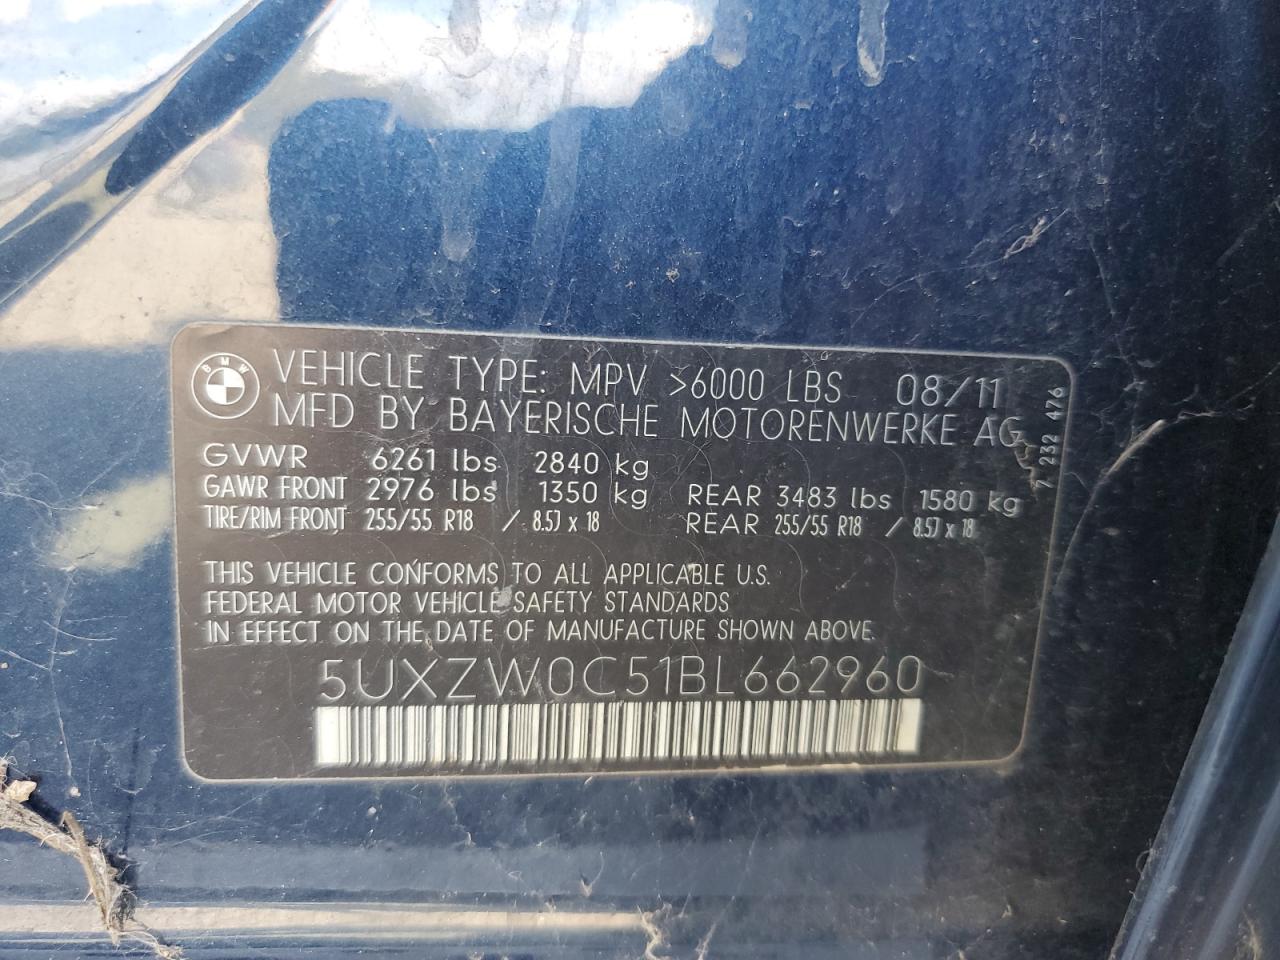 BMW
VEHICLE TYPE: MPV >6000 LBS 08/11
MFD BY BAYERISCHE MOTORENWERKE AG
GVWR 6261 lbs 2840 kg
GAWR FRONT 2976 lbs 1350 kg REAR 3483 lbs 1580 kg
TIRE/RIM FRONT 255/55 R18 / 8.5J x 18 REAR 255/55 R18 / 8.5J x 18
7 232 476
THIS VEHICLE CONFORMS TO ALL APPLICABLE U.S.
FEDERAL MOTOR VEHICLE SAFETY STANDARDS
IN EFFECT ON THE DATE OF MANUFACTURE SHOWN ABOVE.
5UXZW0C51BL662960